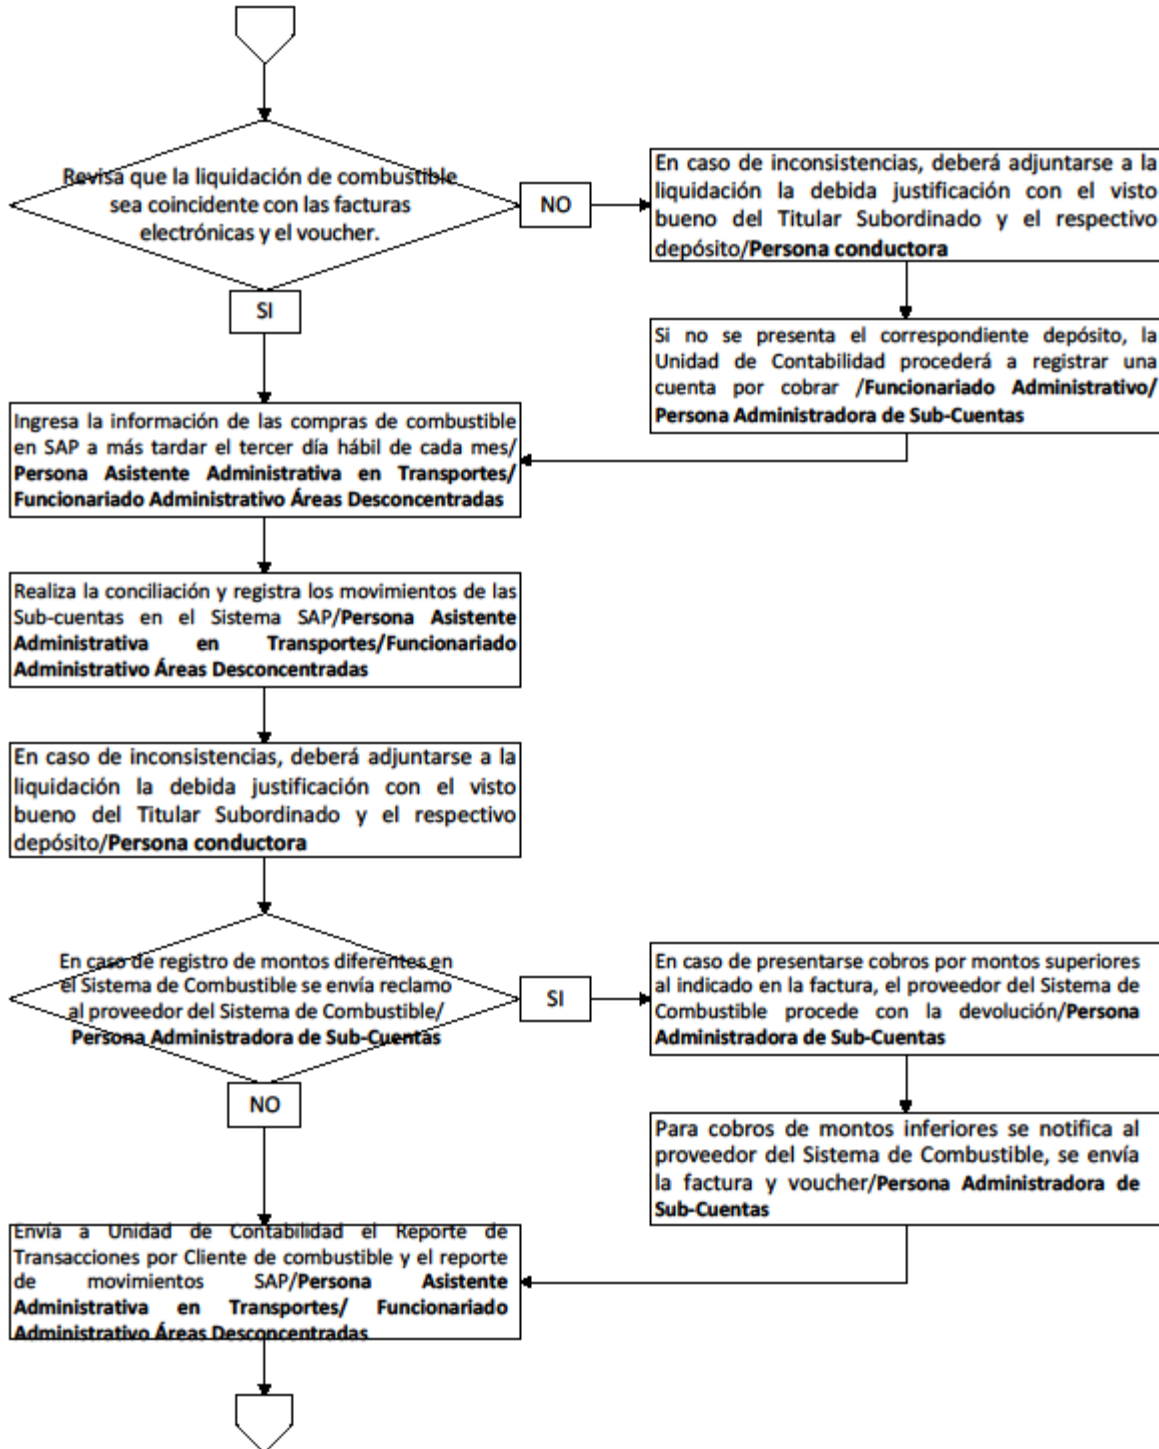 Revisa que la liquidación de combustible
sea coincidente con las facturas
electrónicas y el voucher.
NO
En caso de inconsistencias, deberá adjuntarse a la
liquidación la debida justificación con el visto
bueno del Titular Subordinado y el respectivo
depósito/Persona conductora
SI
Si no se presenta el correspondiente depósito, la
Unidad de Contabilidad procederá a registrar una
cuenta por cobrar /Funcionariado Administrativo/
Persona Administradora de Sub-Cuentas
Ingresa la información de las compras de combustible
en SAP a más tardar el tercer día hábil de cada mes/
Persona Asistente Administrativa en Transportes/
Funcionariado Administrativo Áreas Desconcentradas
Realiza la conciliación y registra los movimientos de las
Sub-cuentas en el Sistema SAP/Persona Asistente
Administrativa en Transportes/Funcionariado
Administrativo Áreas Desconcentradas
En caso de inconsistencias, deberá adjuntarse a la
liquidación la debida justificación con el visto
bueno del Titular Subordinado y el respectivo
depósito/Persona conductora
En caso de registro de montos diferentes en
el Sistema de Combustible se envía reclamo
al proveedor del Sistema de Combustible/
Persona Administradora de Sub-Cuentas
SI
En caso de presentarse cobros por montos superiores
al indicado en la factura, el proveedor del Sistema de
Combustible procede con la devolución/Persona
Administradora de Sub-Cuentas
NO
Para cobros de montos inferiores se notifica al
proveedor del Sistema de Combustible, se envía
la factura y voucher/Persona Administradora de
Sub-Cuentas
Envía a Unidad de Contabilidad el Reporte de
Transacciones por Cliente de combustible y el reporte
de movimientos SAP/Persona Asistente
Administrativa en Transportes/ Funcionariado
Administrativo Áreas Desconcentradas